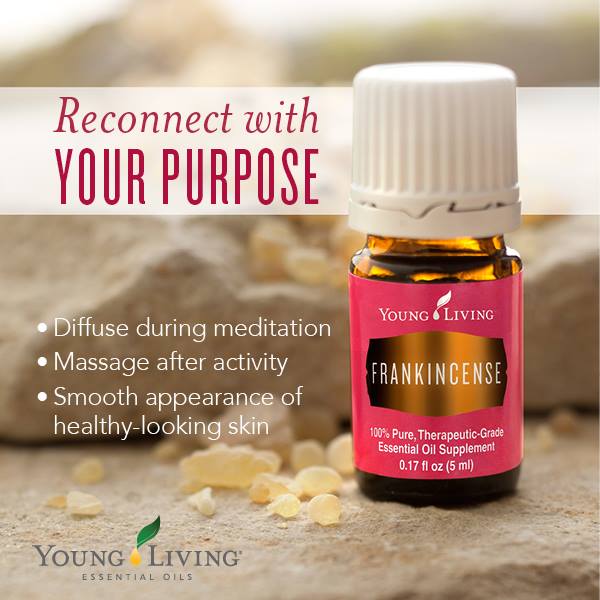 Reconnect with
YOUR PURPOSE
• Diffuse during meditation
• Massage after activity
• Smooth appearance of
healthy-looking skin
YOUNG LIVING
FRANKINCENSE
100% Pure, Therapeutic-Grade
Essential Oil Supplement
0.17 fl oz (5 ml)
YOUNG LIVING®
ESSENTIAL OILS